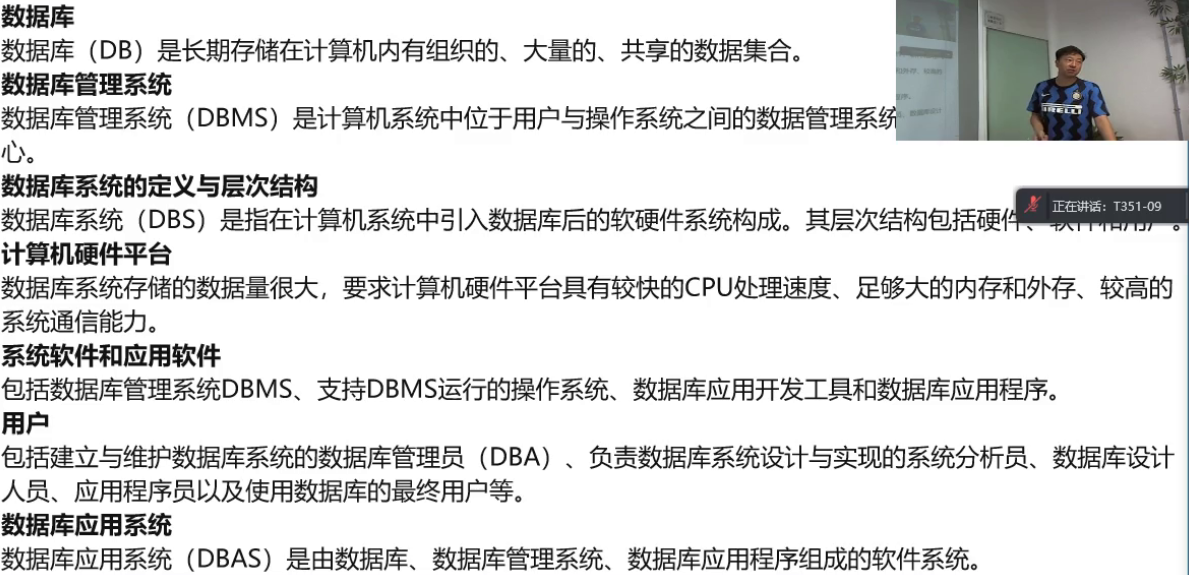 数据库
数据库（DB）是长期存储在计算机内有组织的、大量的、共享的数据集合。
数据库管理系统
数据库管理系统（DBMS）是计算机系统中位于用户与操作系统之间的数据管理系统
心。
数据库系统的定义与层次结构
数据库系统（DBS）是指在计算机系统中引入数据库后的软硬件系统构成。其层次结构包括硬件、软件和用户。
正在讲话：T351-09
计算机硬件平台
数据库系统存储的数据量很大，要求计算机硬件平台具有较快的CPU处理速度、足够大的内存和外存、较高的
系统通信能力。
系统软件和应用软件
包括数据库管理系统DBMS、支持DBMS运行的操作系统、数据库应用开发工具和数据库应用程序。
用户
包括建立与维护数据库系统的数据库管理员（DBA）、负责数据库系统设计与实现的系统分析员、数据库设计
人员、应用程序员以及使用数据库的最终用户等。
数据库应用系统
数据库应用系统（DBAS）是由数据库、数据库管理系统、数据库应用程序组成的软件系统。
IRELLI